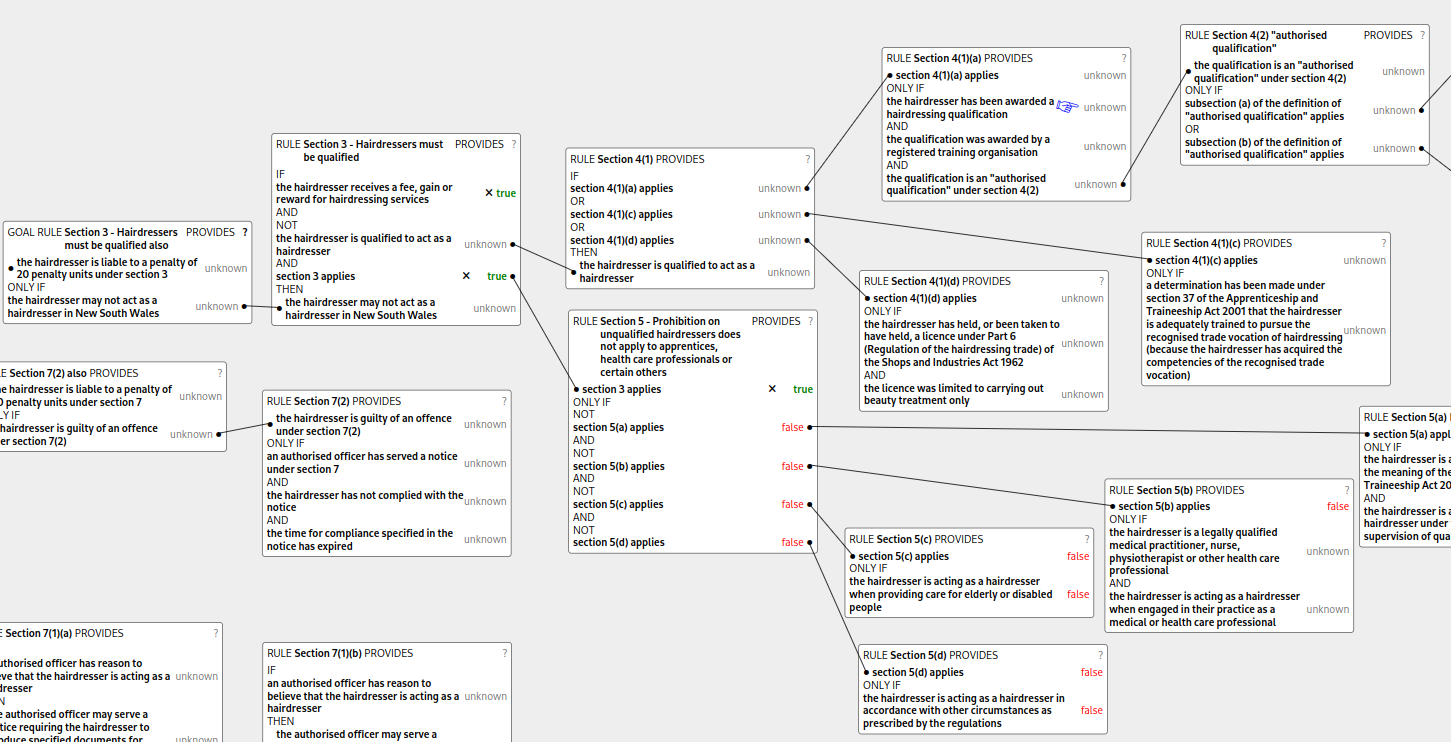 GOAL RULE Section 3 - Hairdressers PROVIDES ?
must be qualified also
the hairdresser is liable to a penalty of
20 penalty units under section 3 unknown
ONLY IF
the hairdresser may not act as a
hairdresser in New South Wales unknown
RULE Section 3 - Hairdressers must PROVIDES ?
be qualified
IF
the hairdresser receives a fee, gain or
reward for hairdressing services × true
AND
NOT
the hairdresser is qualified to act as a
hairdresser unknown
AND
section 3 applies × true
THEN
the hairdresser may not act as a
hairdresser in New South Wales unknown
RULE Section 4(1) PROVIDES ?
IF
section 4(1)(a) applies unknown
OR
section 4(1)(c) applies unknown
OR
section 4(1)(d) applies unknown
THEN
the hairdresser is qualified to act as a
hairdresser unknown
RULE Section 4(1)(a) PROVIDES ?
section 4(1)(a) applies unknown
ONLY IF
the hairdresser has been awarded a
hairdressing qualification unknown
AND
the qualification was awarded by a
registered training organisation unknown
AND
the qualification is an "authorised
qualification" under section 4(2) unknown
RULE Section 4(2) "authorised PROVIDES ?
qualification"
the qualification is an "authorised
qualification" under section 4(2) unknown
ONLY IF
subsection (a) of the definition of
"authorised qualification" applies unknown
OR
subsection (b) of the definition of
"authorised qualification" applies unknown
RULE Section 4(1)(c) PROVIDES ?
section 4(1)(c) applies unknown
ONLY IF
a determination has been made under
section 37 of the Apprenticeship and
Traineeship Act 2001 that the hairdresser
is adequately trained to pursue the
recognised trade vocation of hairdressing unknown
(because the hairdresser has acquired the
competencies of the recognised trade
vocation)
RULE Section 4(1)(d) PROVIDES ?
section 4(1)(d) applies unknown
ONLY IF
the hairdresser has held, or been taken to
have held, a licence under Part 6
(Regulation of the hairdressing trade) of unknown
the Shops and Industries Act 1962
AND
the licence was limited to carrying out
beauty treatment only unknown
RULE Section 5 - Prohibition on PROVIDES ?
unqualified hairdressers does
not apply to apprentices,
health care professionals or
certain others
section 3 applies × true
ONLY IF
NOT
section 5(a) applies false
AND
NOT
section 5(b) applies false
AND
NOT
section 5(c) applies false
AND
NOT
section 5(d) applies false
RULE Section 5(a)
section 5(a) appl
ONLY IF
the hairdresser is a
the meaning of the
Traineeship Act 20
AND
the hairdresser is a
hairdresser under
supervision of qua
RULE Section 5(b) PROVIDES ?
section 5(b) applies false
ONLY IF
the hairdresser is a legally qualified
medical practitioner, nurse,
physiotherapist or other health care unknown
professional
AND
the hairdresser is acting as a hairdresser
when engaged in their practice as a unknown
medical or health care professional
RULE Section 5(c) PROVIDES ?
section 5(c) applies false
ONLY IF
the hairdresser is acting as a hairdresser
when providing care for elderly or disabled false
people
RULE Section 5(d) PROVIDES ?
section 5(d) applies false
ONLY IF
the hairdresser is acting as a hairdresser in
accordance with other circumstances as false
prescribed by the regulations
E Section 7(2) also PROVIDES ?
e hairdresser is liable to a penalty of
0 penalty units under section 7 unknown
LY IF
hairdresser is guilty of an offence
er section 7(2) unknown
RULE Section 7(2) PROVIDES ?
the hairdresser is guilty of an offence
under section 7(2) unknown
ONLY IF
an authorised officer has served a notice
under section 7 unknown
AND
the hairdresser has not complied with the
notice unknown
AND
the time for compliance specified in the
notice has expired unknown
E Section 7(1)(a) PROVIDES ?
uthorised officer has reason to
eve that the hairdresser is acting as a unknown
dresser
N
e authorised officer may serve a
tice requiring the hairdresser to
oduce specified documents for unknown
RULE Section 7(1)(b) PROVIDES ?
IF
an authorised officer has reason to
believe that the hairdresser is acting as a unknown
hairdresser
THEN
the authorised officer may serve a